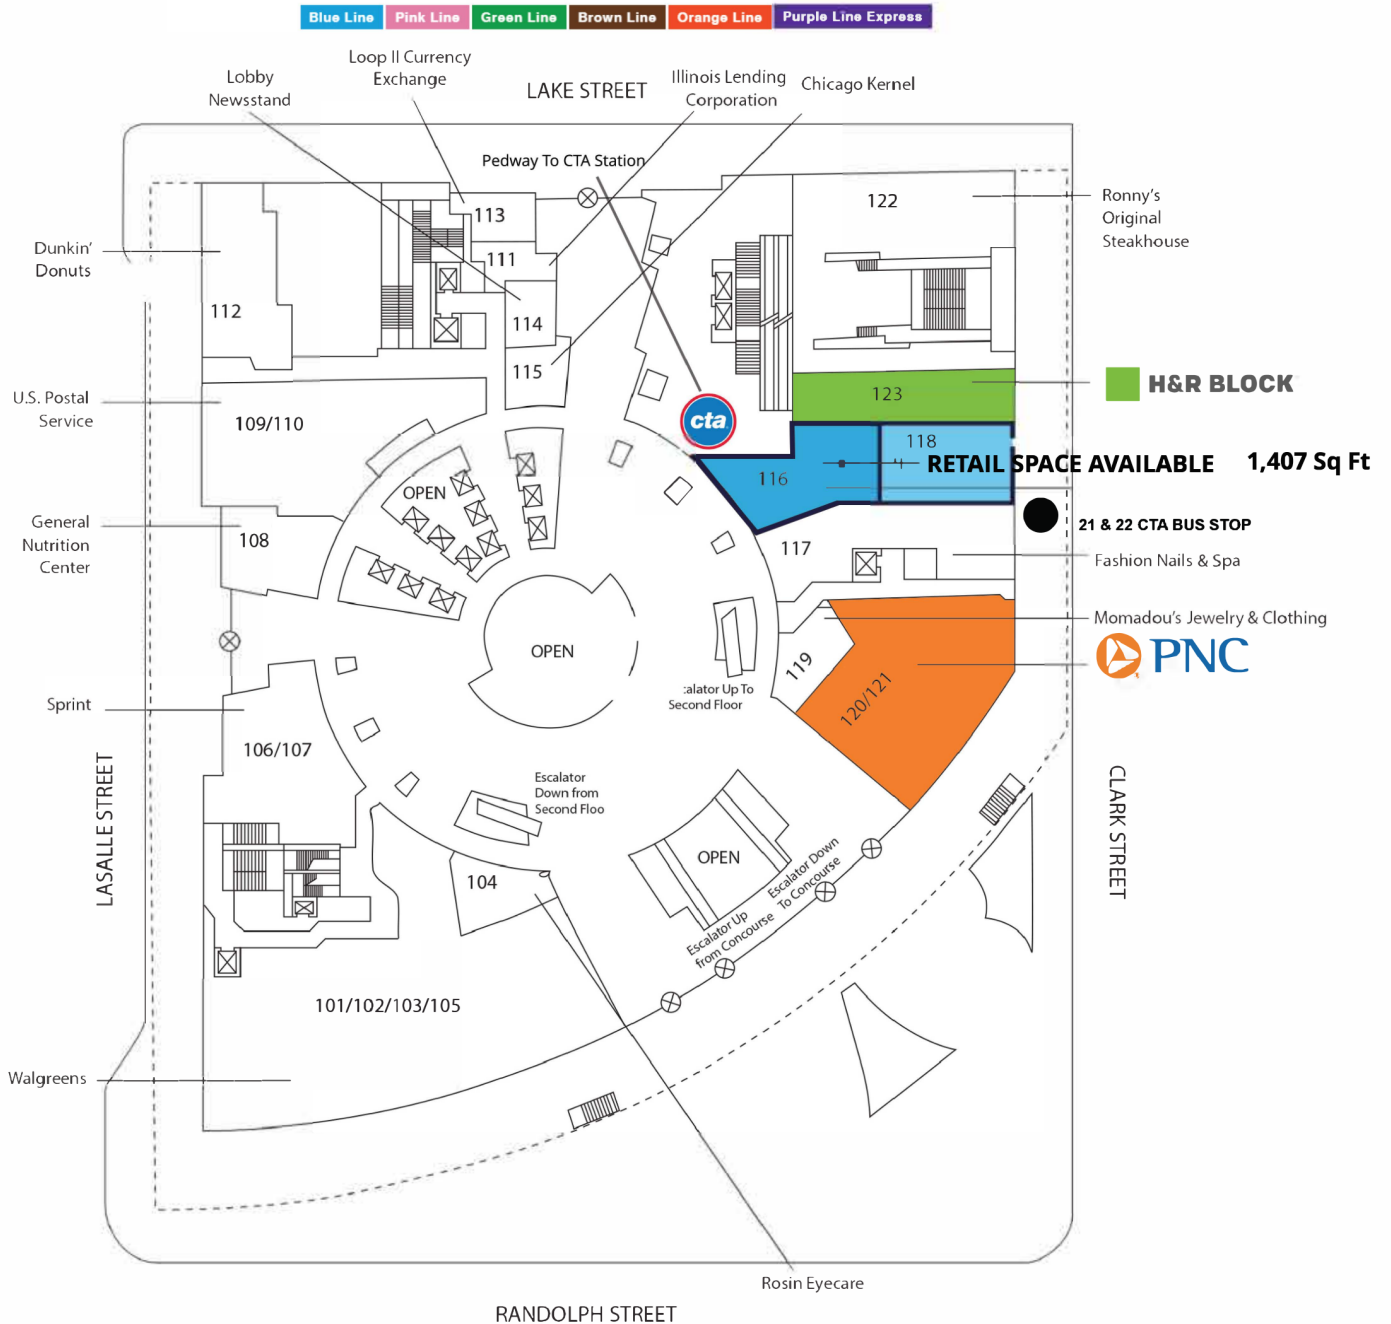 Blue Line Pink Line Green Line Brown Line Orange Line Purple Line Express
Loop II Currency
Exchange
Lobby
Newsstand
LAKE STREET
Illinois Lending
Corporation
Chicago Kernel
Pedway To CTA Station
122
Ronny's
Original
Steakhouse
113
111
Dunkin'
Donuts
112
114
115
cta
123
H&R BLOCK
U.S. Postal
Service
109/110
118
RETAIL SPACE AVAILABLE 1,407 Sq Ft
116
OPEN
General
Nutrition
Center
108
117
21 & 22 CTA BUS STOP
Fashion Nails & Spa
Momadou's Jewelry & Clothing
PNC
OPEN
119
120/121
:alator Up To
Second Floor
Sprint
106/107
LASALLE STREET
CLARK STREET
Escalator
Down from
Second Floo
OPEN
Escalator Down
To Concourse
Escalator Up
from Concourse
104
101/102/103/105
Walgreens
Rosin Eyecare
RANDOLPH STREET